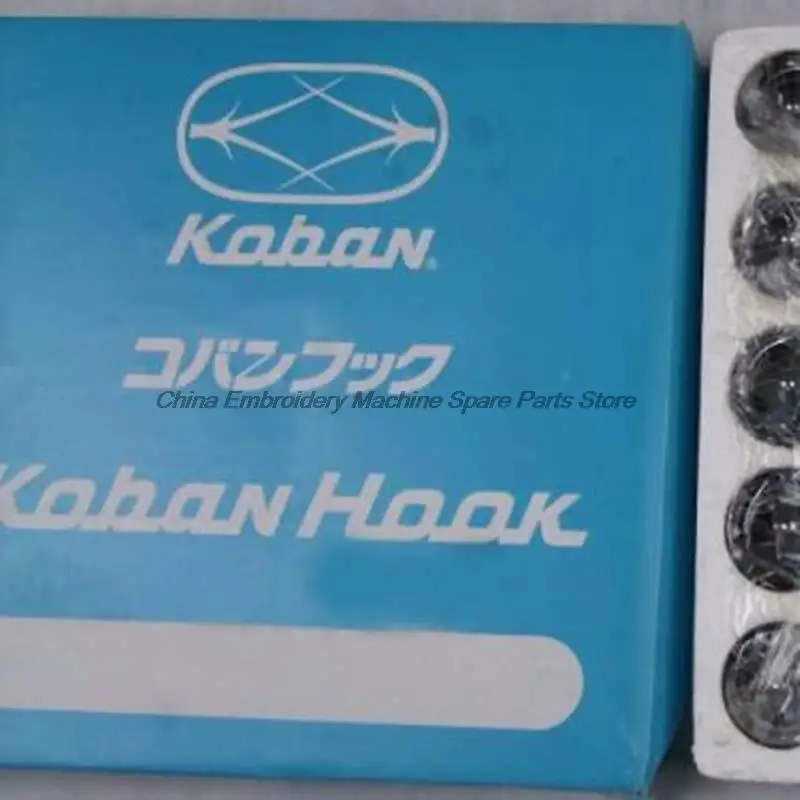 KobaN®
コバンフック
China Embroidery Machine Spare Parts Store
KobaN HooK